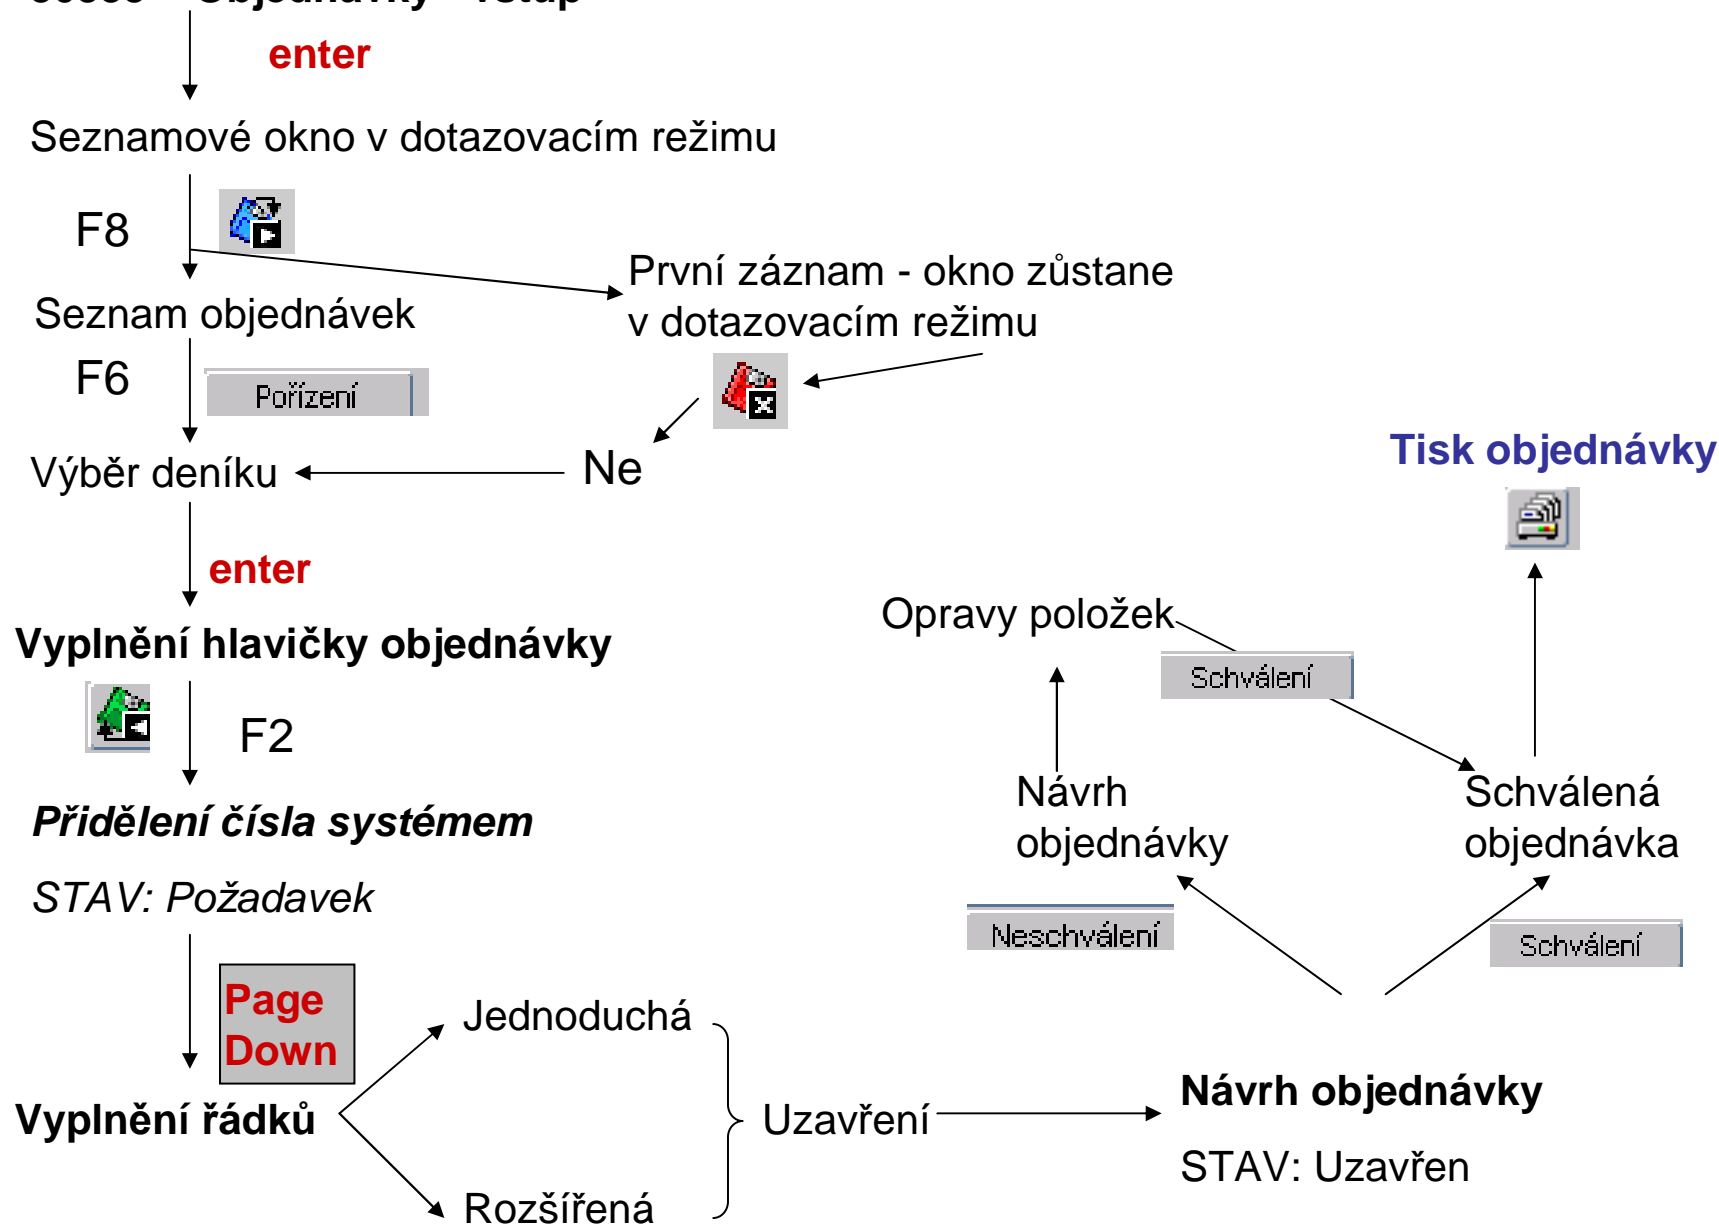 Objednávky - vstup
enter
Seznamové okno v dotazovacím režimu
F8
První záznam - okno zůstane
v dotazovacím režimu
Seznam objednávek
F6
Pořízení
Výběr deníku
Ne
Tisk objednávky
enter
Opravy položek
Vyplnění hlavičky objednávky
Schválení
F2
Návrh
objednávky
Schválená
objednávka
Přidělení čísla systémem
STAV: Požadavek
Neschválení
Schválení
Page
Down
Jednoduchá
Vyplnění řádků
Uzavření
Návrh objednávky
STAV: Uzavřen
Rozšířená